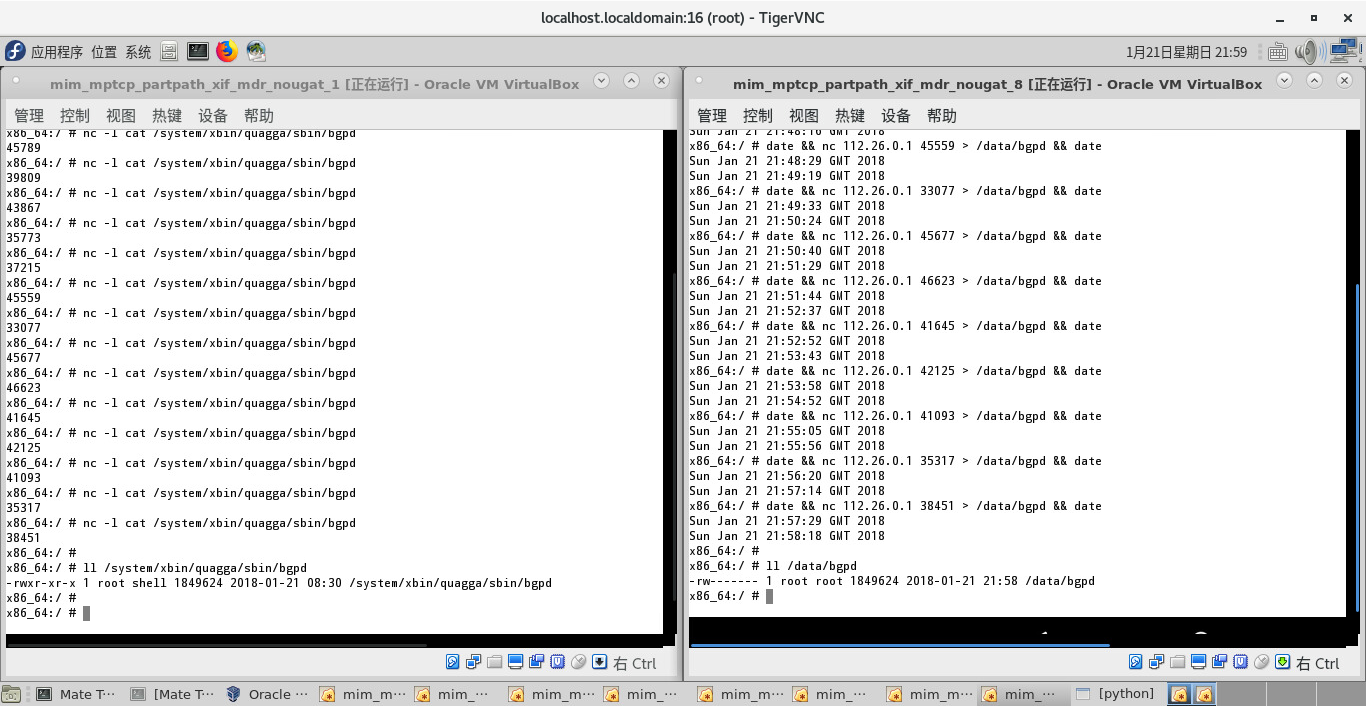 localhost.localdomain:16 (root) - TigerVNC
应用程序 位置 系统
1月21日星期日 21:59
mim_mptcp_partpath_xif_mdr_nougat_1 [正在运行] - Oracle VM VirtualBox
管理 控制 视图 热键 设备 帮助
x86_64:/ # nc -l cat /system/xbin/quagga/sbin/bgpd
45789
x86_64:/ # nc -l cat /system/xbin/quagga/sbin/bgpd
39809
x86_64:/ # nc -l cat /system/xbin/quagga/sbin/bgpd
43867
x86_64:/ # nc -l cat /system/xbin/quagga/sbin/bgpd
35773
x86_64:/ # nc -l cat /system/xbin/quagga/sbin/bgpd
37215
x86_64:/ # nc -l cat /system/xbin/quagga/sbin/bgpd
45559
x86_64:/ # nc -l cat /system/xbin/quagga/sbin/bgpd
33077
x86_64:/ # nc -l cat /system/xbin/quagga/sbin/bgpd
45677
x86_64:/ # nc -l cat /system/xbin/quagga/sbin/bgpd
46623
x86_64:/ # nc -l cat /system/xbin/quagga/sbin/bgpd
41645
x86_64:/ # nc -l cat /system/xbin/quagga/sbin/bgpd
42125
x86_64:/ # nc -l cat /system/xbin/quagga/sbin/bgpd
41093
x86_64:/ # nc -l cat /system/xbin/quagga/sbin/bgpd
35317
x86_64:/ # nc -l cat /system/xbin/quagga/sbin/bgpd
38451
x86_64:/ #
x86_64:/ # ll /system/xbin/quagga/sbin/bgpd
-rwxr-xr-x 1 root shell 1849624 2018-01-21 08:30 /system/xbin/quagga/sbin/bgpd
x86_64:/ #
x86_64:/ #
右 Ctrl
mim_mptcp_partpath_xif_mdr_nougat_8 [正在运行] - Oracle VM VirtualBox
管理 控制 视图 热键 设备 帮助
Sun Jan 21 21:48:16 GMT 2018
x86_64:/ # date && nc 112.26.0.1 45559 > /data/bgpd && date
Sun Jan 21 21:48:29 GMT 2018
Sun Jan 21 21:49:19 GMT 2018
x86_64:/ # date && nc 112.26.0.1 33077 > /data/bgpd && date
Sun Jan 21 21:49:33 GMT 2018
Sun Jan 21 21:50:24 GMT 2018
x86_64:/ # date && nc 112.26.0.1 45677 > /data/bgpd && date
Sun Jan 21 21:50:40 GMT 2018
Sun Jan 21 21:51:29 GMT 2018
x86_64:/ # date && nc 112.26.0.1 46623 > /data/bgpd && date
Sun Jan 21 21:51:44 GMT 2018
Sun Jan 21 21:52:37 GMT 2018
x86_64:/ # date && nc 112.26.0.1 41645 > /data/bgpd && date
Sun Jan 21 21:52:52 GMT 2018
Sun Jan 21 21:53:43 GMT 2018
x86_64:/ # date && nc 112.26.0.1 42125 > /data/bgpd && date
Sun Jan 21 21:53:58 GMT 2018
Sun Jan 21 21:54:52 GMT 2018
x86_64:/ # date && nc 112.26.0.1 41093 > /data/bgpd && date
Sun Jan 21 21:55:05 GMT 2018
Sun Jan 21 21:55:56 GMT 2018
x86_64:/ # date && nc 112.26.0.1 35317 > /data/bgpd && date
Sun Jan 21 21:56:20 GMT 2018
Sun Jan 21 21:57:14 GMT 2018
x86_64:/ # date && nc 112.26.0.1 38451 > /data/bgpd && date
Sun Jan 21 21:57:29 GMT 2018
Sun Jan 21 21:58:18 GMT 2018
x86_64:/ #
x86_64:/ # ll /data/bgpd
-rw------- 1 root root 1849624 2018-01-21 21:58 /data/bgpd
x86_64:/ #
右 Ctrl
Mate T··· [Mate T··· Oracle ··· mim_m··· mim_··· mim_m··· mim_··· mim_m··· mim_··· mim_m··· mim_··· [python]